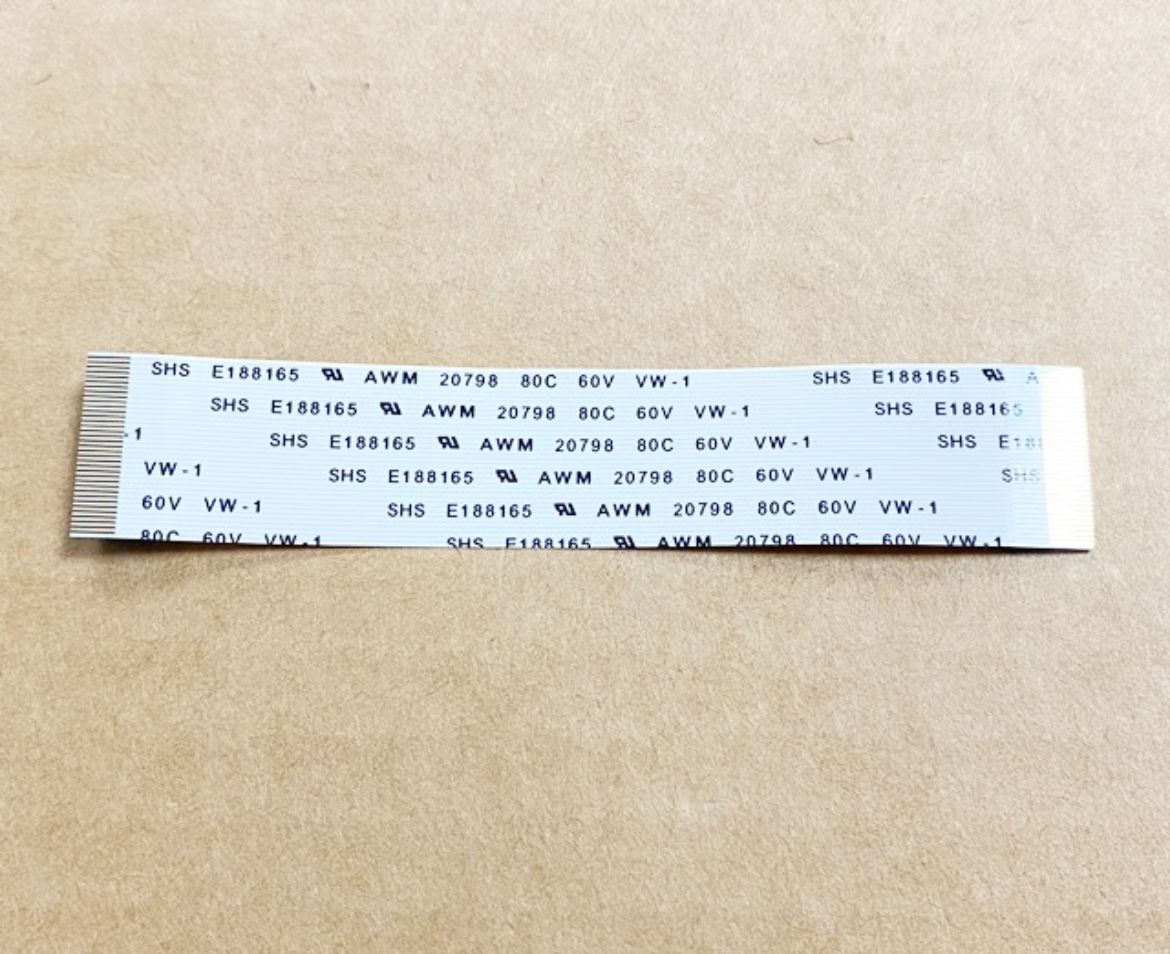 SHS E188165 AWM 20798 80C 60V VW-1 SHS E188165 A
SHS E188165 AWM 20798 80C 60V VW-1 SHS E188165
-1 SHS E188165 AWM 20798 80C 60V VW-1 SHS E188
VW-1 SHS E188165 AWM 20798 80C 60V VW-1 SHS
60V VW-1 SHS E188165 AWM 20798 80C 60V VW-1
80C 60V VW-1 SHS E188165 AWM 20798 80C 60V VW-1